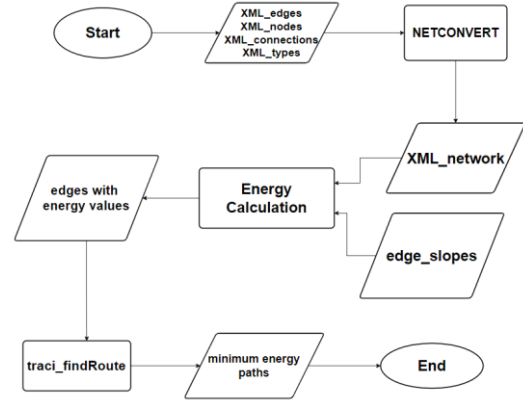 Start
XML_edges
XML_nodes
XML_connections
XML_types
NETCONVERT
XML_network
Energy
Calculation
edges with
energy values
edge_slopes
traci_findRoute
minimum energy
paths
End